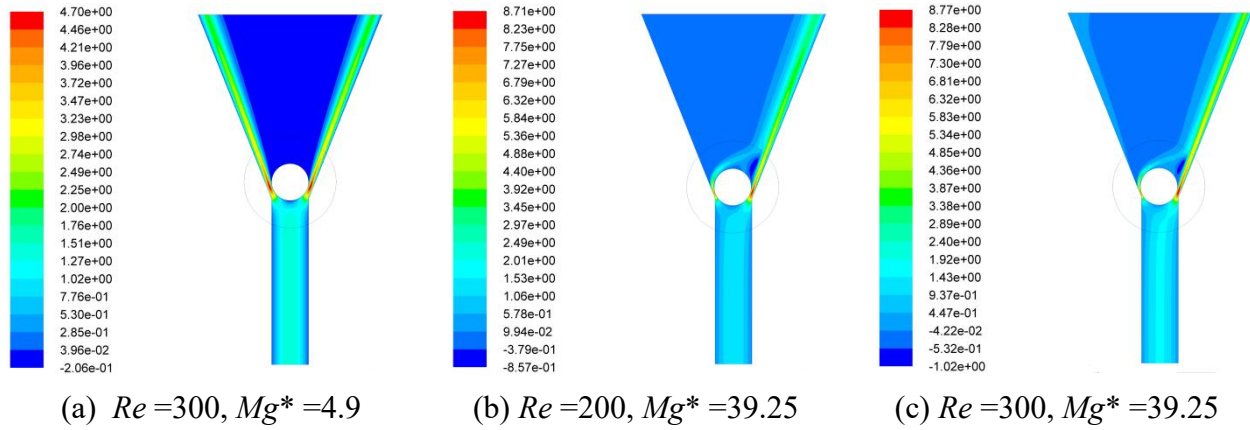 4.70e+00
4.46e+00
4.21e+00
3.96e+00
3.72e+00
3.47e+00
3.23e+00
2.98e+00
2.74e+00
2.49e+00
2.25e+00
2.00e+00
1.76e+00
1.51e+00
1.27e+00
1.02e+00
7.76e-01
5.30e-01
2.85e-01
3.96e-02
-2.06e-01
(a) Re =300, Mg* =4.9
8.71e+00
8.23e+00
7.75e+00
7.27e+00
6.79e+00
6.32e+00
5.84e+00
5.36e+00
4.88e+00
4.40e+00
3.92e+00
3.45e+00
2.97e+00
2.49e+00
2.01e+00
1.53e+00
1.06e+00
5.78e-01
9.94e-02
-3.79e-01
-8.57e-01
(b) Re =200, Mg* =39.25
8.77e+00
8.28e+00
7.79e+00
7.30e+00
6.81e+00
6.32e+00
5.83e+00
5.34e+00
4.85e+00
4.36e+00
3.87e+00
3.38e+00
2.89e+00
2.40e+00
1.92e+00
1.43e+00
9.37e-01
4.47e-01
-4.22e-02
-5.32e-01
-1.02e+00
(c) Re =300, Mg* =39.25